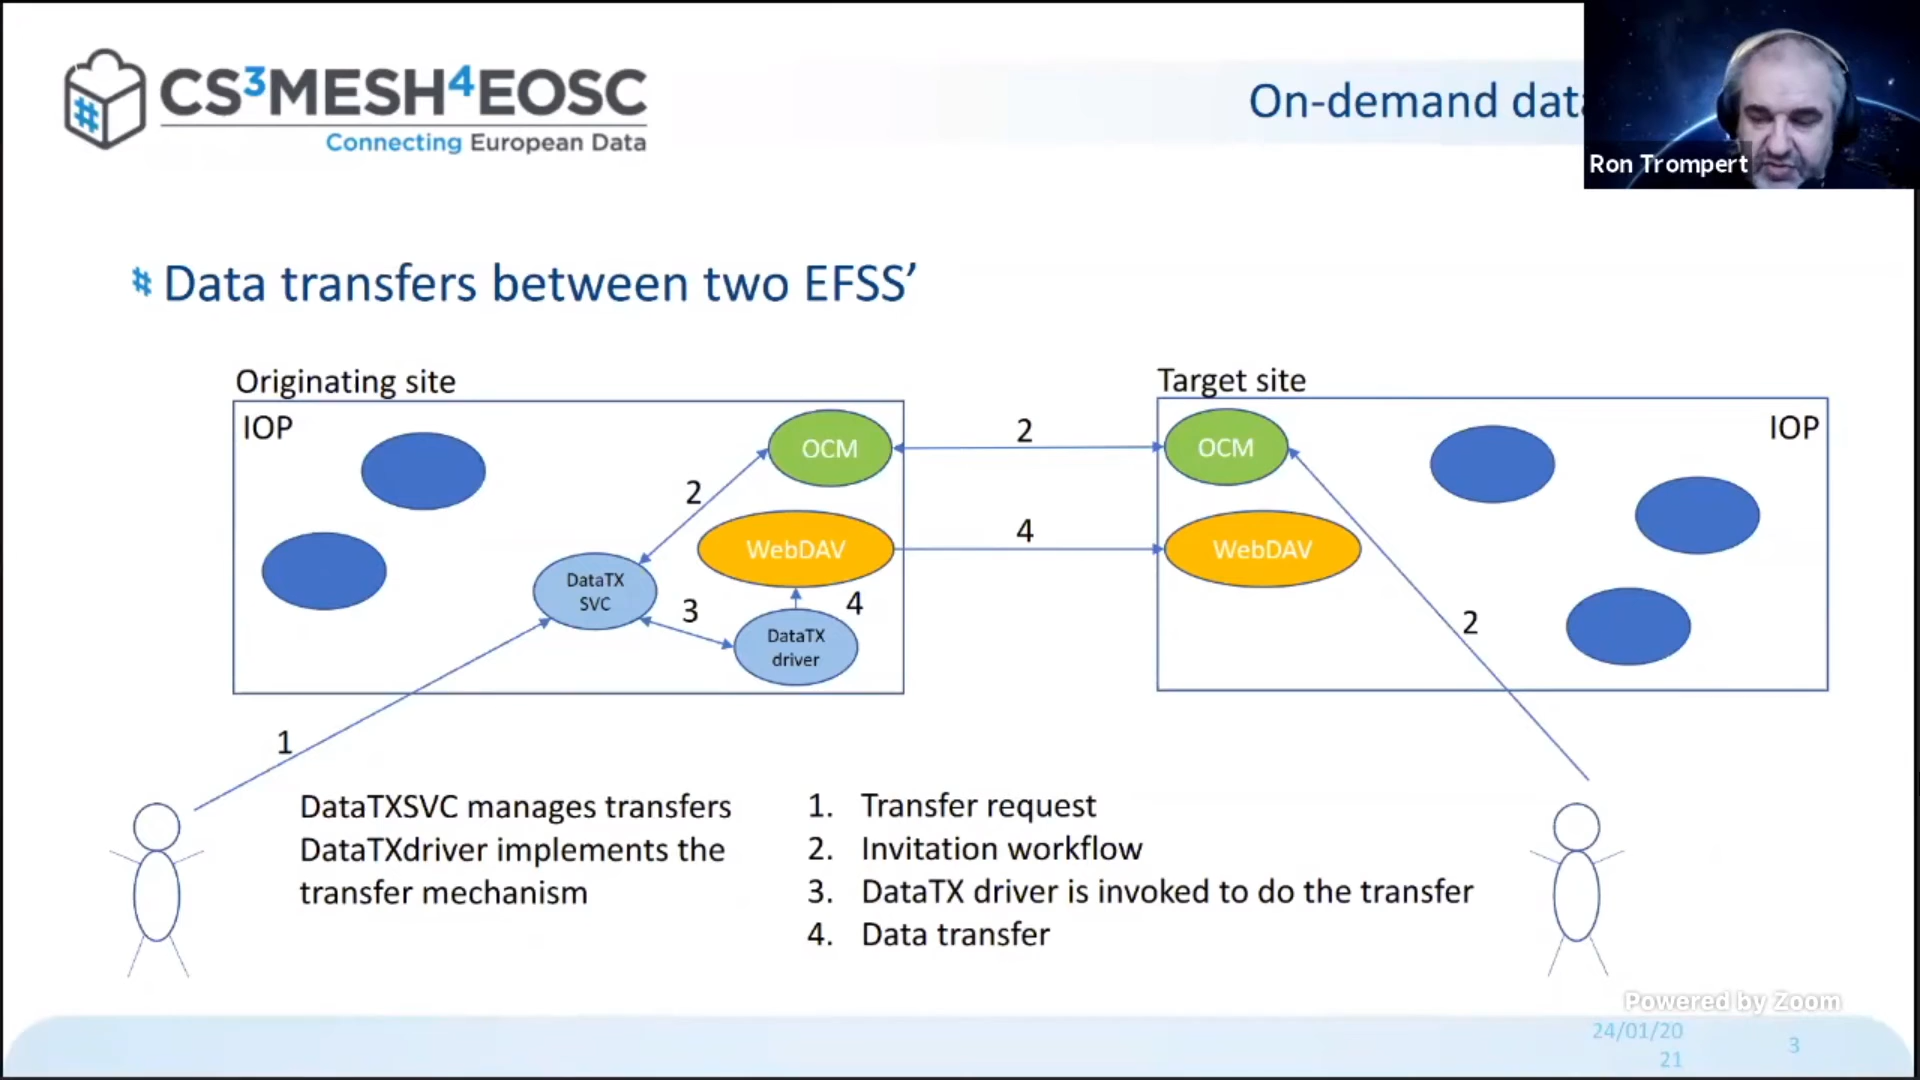 CS3MESH4EOSC
Connecting European Data
On-demand data
Ron Trompert
# Data transfers between two EFSS’
Originating site
Target site
IOP
OCM
2
OCM
IOP
2
WebDAV
4
WebDAV
DataTX
SVC
3
4
DataTX
driver
2
1
DataTXSVC manages transfers
DataTXdriver implements the
transfer mechanism
1. Transfer request
2. Invitation workflow
3. DataTX driver is invoked to do the transfer
4. Data transfer
Powered by Zoom
24/01/20
21
3